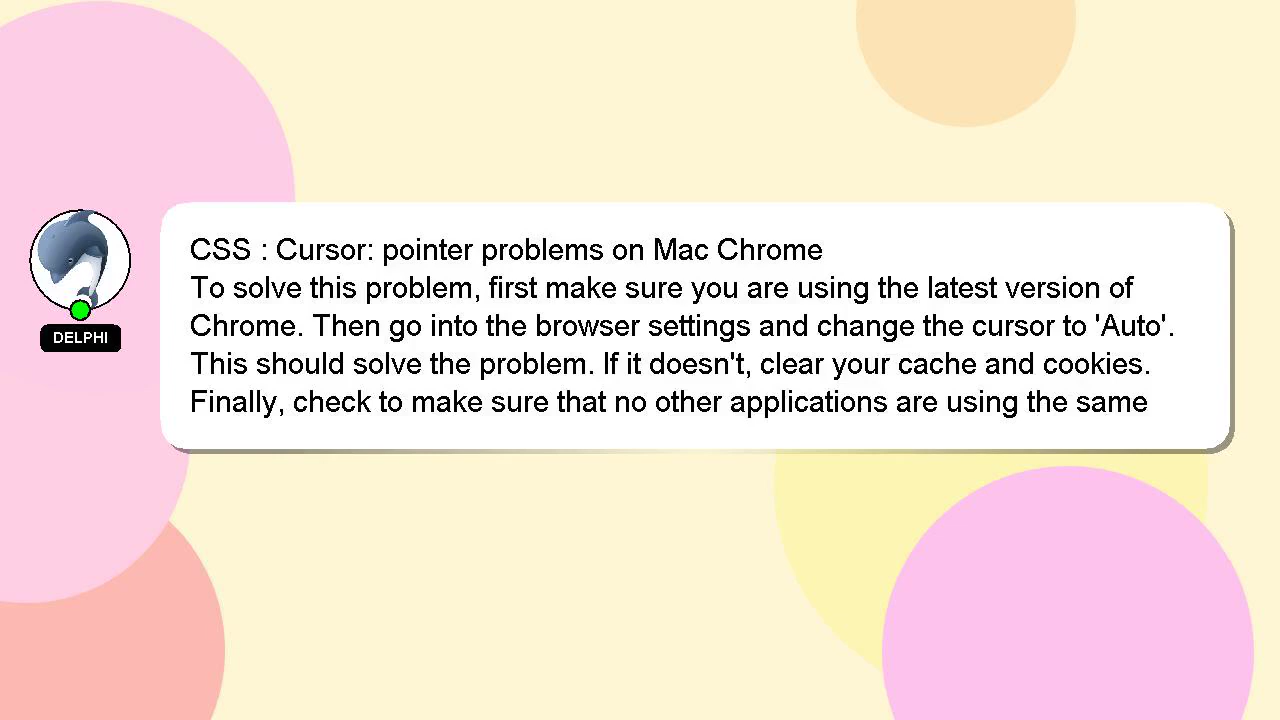 CSS : Cursor: pointer problems on Mac Chrome
To solve this problem, first make sure you are using the latest version of
Chrome. Then go into the browser settings and change the cursor to 'Auto'.
This should solve the problem. If it doesn't, clear your cache and cookies.
Finally, check to make sure that no other applications are using the same
DELPHI